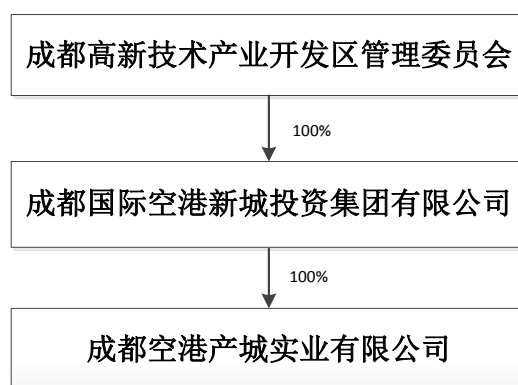 成都高新技术产业开发区管理委员会
100%
成都国际空港新城投资集团有限公司
100%
成都空港产城实业有限公司